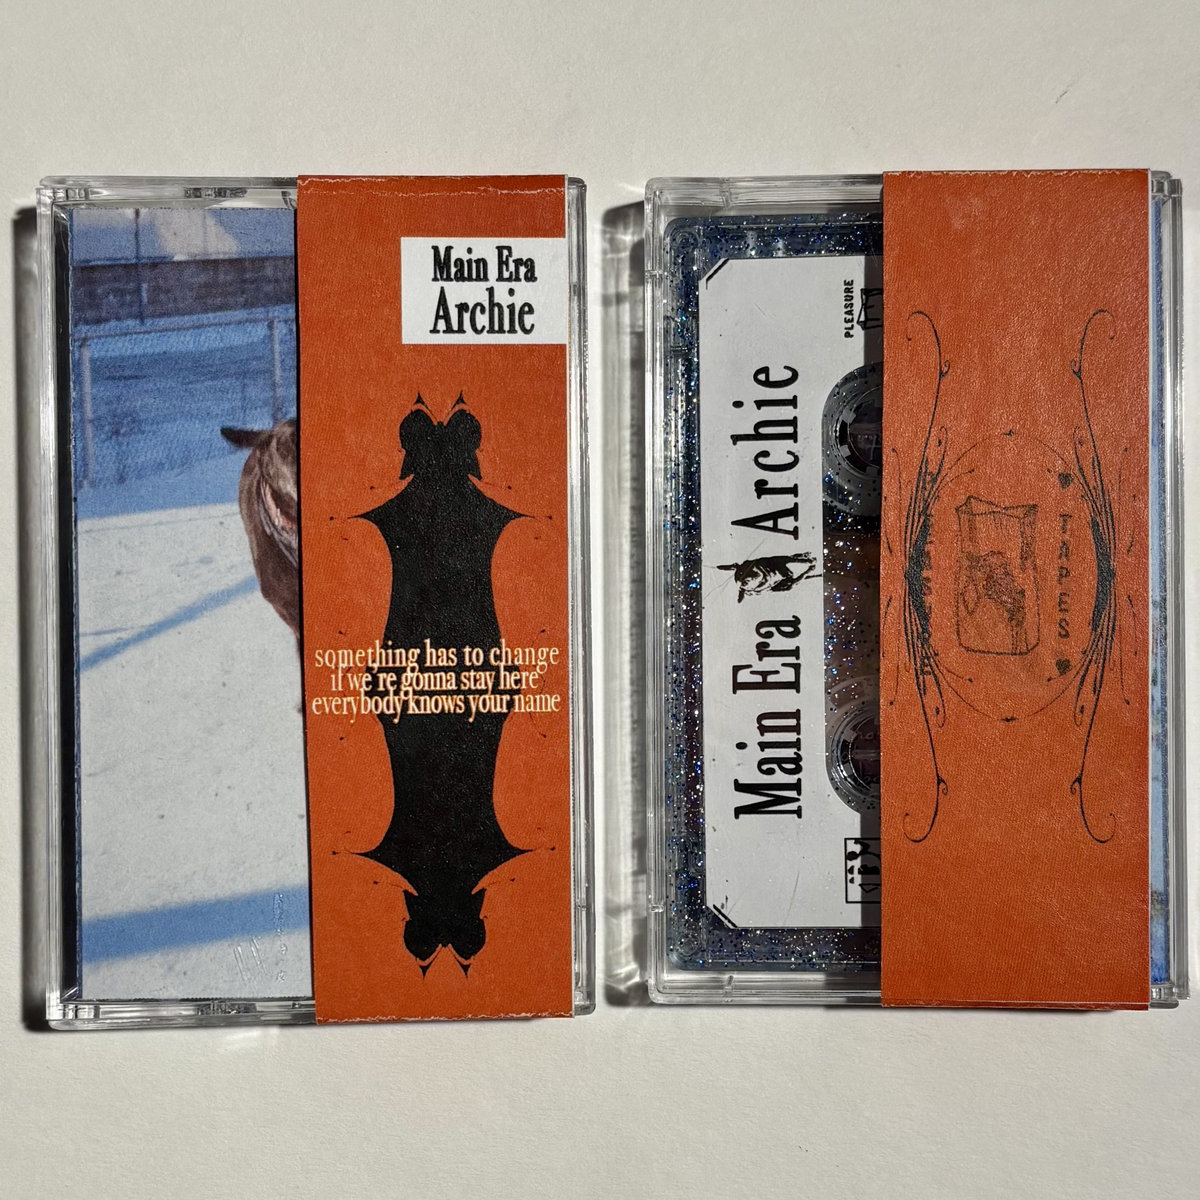 Main Era
Archie
something has to change
if we're gonna stay here
everybody knows your name
Main Era Archie
PLEASURE
TAPES